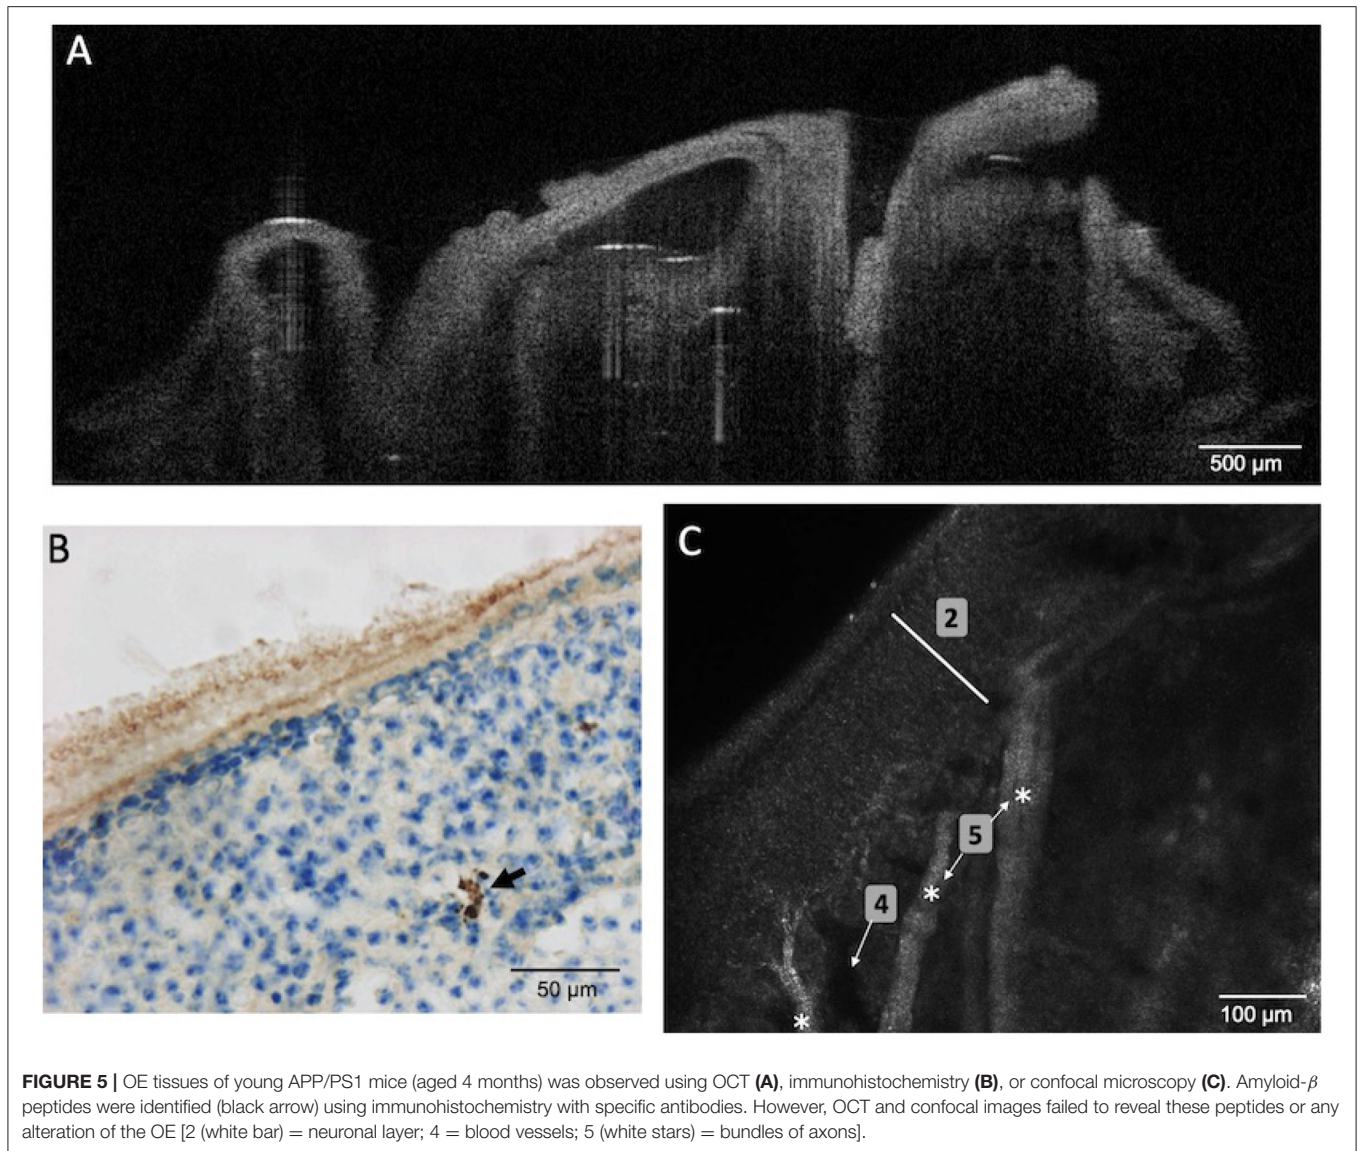 A
500 µm
B
50 µm
C
2
5
4
100 µm
FIGURE 5 | OE tissues of young APP/PS1 mice (aged 4 months) was observed using OCT (A), immunohistochemistry (B), or confocal microscopy (C). Amyloid-β
peptides were identified (black arrow) using immunohistochemistry with specific antibodies. However, OCT and confocal images failed to reveal these peptides or any
alteration of the OE [2 (white bar) = neuronal layer; 4 = blood vessels; 5 (white stars) = bundles of axons].